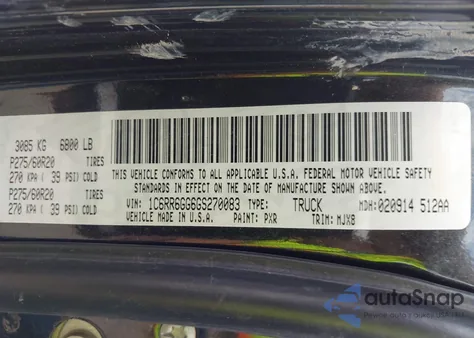 3085 KG 6800 LB
P275/60R20 TIRES
270 KPA ( 39 PSI) COLD
P275/60R20 TIRES
270 KPA ( 39 PSI) COLD
THIS VEHICLE CONFORMS TO ALL APPLICABLE U.S.A. FEDERAL MOTOR VEHICLE SAFETY
STANDARDS IN EFFECT ON THE DATE OF MANUFACTURE SHOWN ABOVE.
VIN: 1C6RR6GG6GS270083 TYPE: TRUCK MDH: 020914 512AA
MADE IN U.S.A. PAINT: PXR TRIM: MJX8
autoSnap